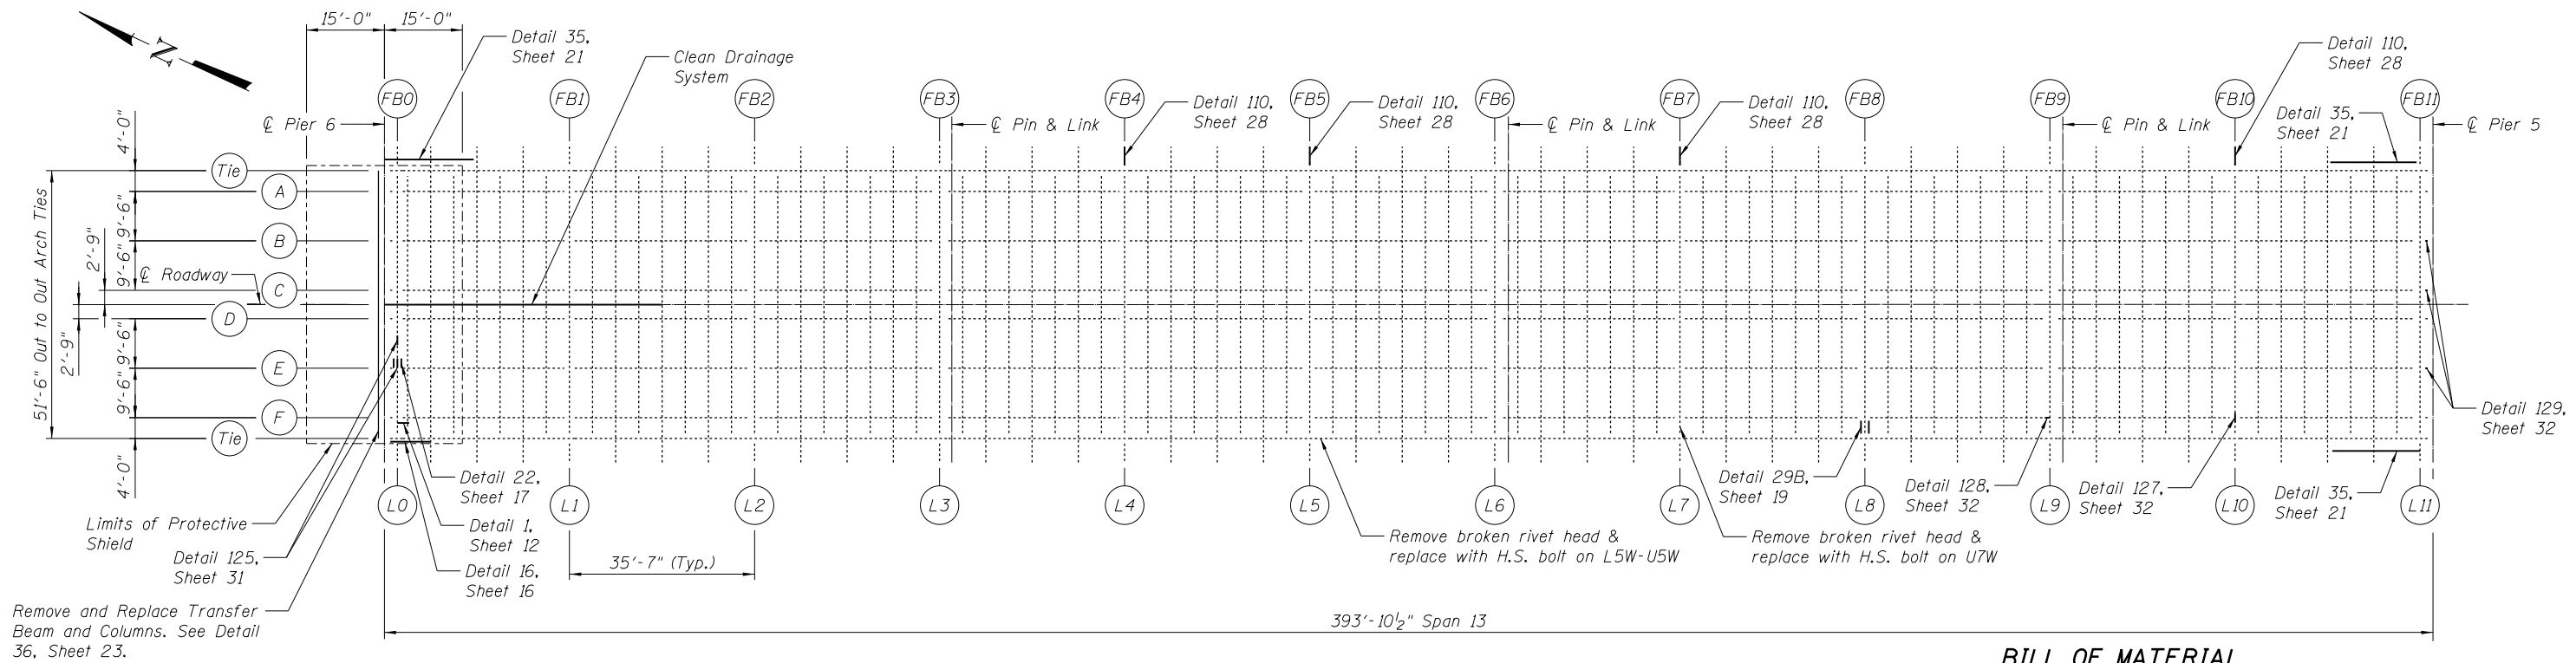 15'-0"
15'-0"
N
Detail 35,
Sheet 21
Clean Drainage
System
Detail 110,
Sheet 28
FB0
FB1
FB2
FB3
FB4
FB5
FB6
FB7
FB8
FB9
FB10
FB11
Detail 110,
Sheet 28
Detail 110,
Sheet 28
Detail 110,
Sheet 28
Detail 35,
Sheet 21
℄ Pier 6
℄ Pin & Link
℄ Pin & Link
℄ Pin & Link
℄ Pier 5
4'-0"
Tie
A
9'-6"
B
2'-9"
9'-6"
℄ Roadway
C
D
2'-9"
9'-6"
E
9'-6"
F
Tie
4'-0"
51'-6" Out to Out Arch Ties
Detail 129,
Sheet 32
Detail 22,
Sheet 17
Detail 29B,
Sheet 19
Detail 128,
Sheet 32
Detail 127,
Sheet 32
Detail 35,
Sheet 21
L0
L1
L2
L3
L4
L5
L6
L7
L8
L9
L10
L11
Limits of Protective
Shield
Detail 1,
Sheet 12
Detail 125,
Sheet 31
Detail 16,
Sheet 16
35'-7" (Typ.)
Remove broken rivet head &
replace with H.S. bolt on L5W-U5W
Remove broken rivet head &
replace with H.S. bolt on U7W
Remove and Replace Transfer
Beam and Columns. See Detail
36, Sheet 23.
393'-10½" Span 13
BILL OF MATERIAL